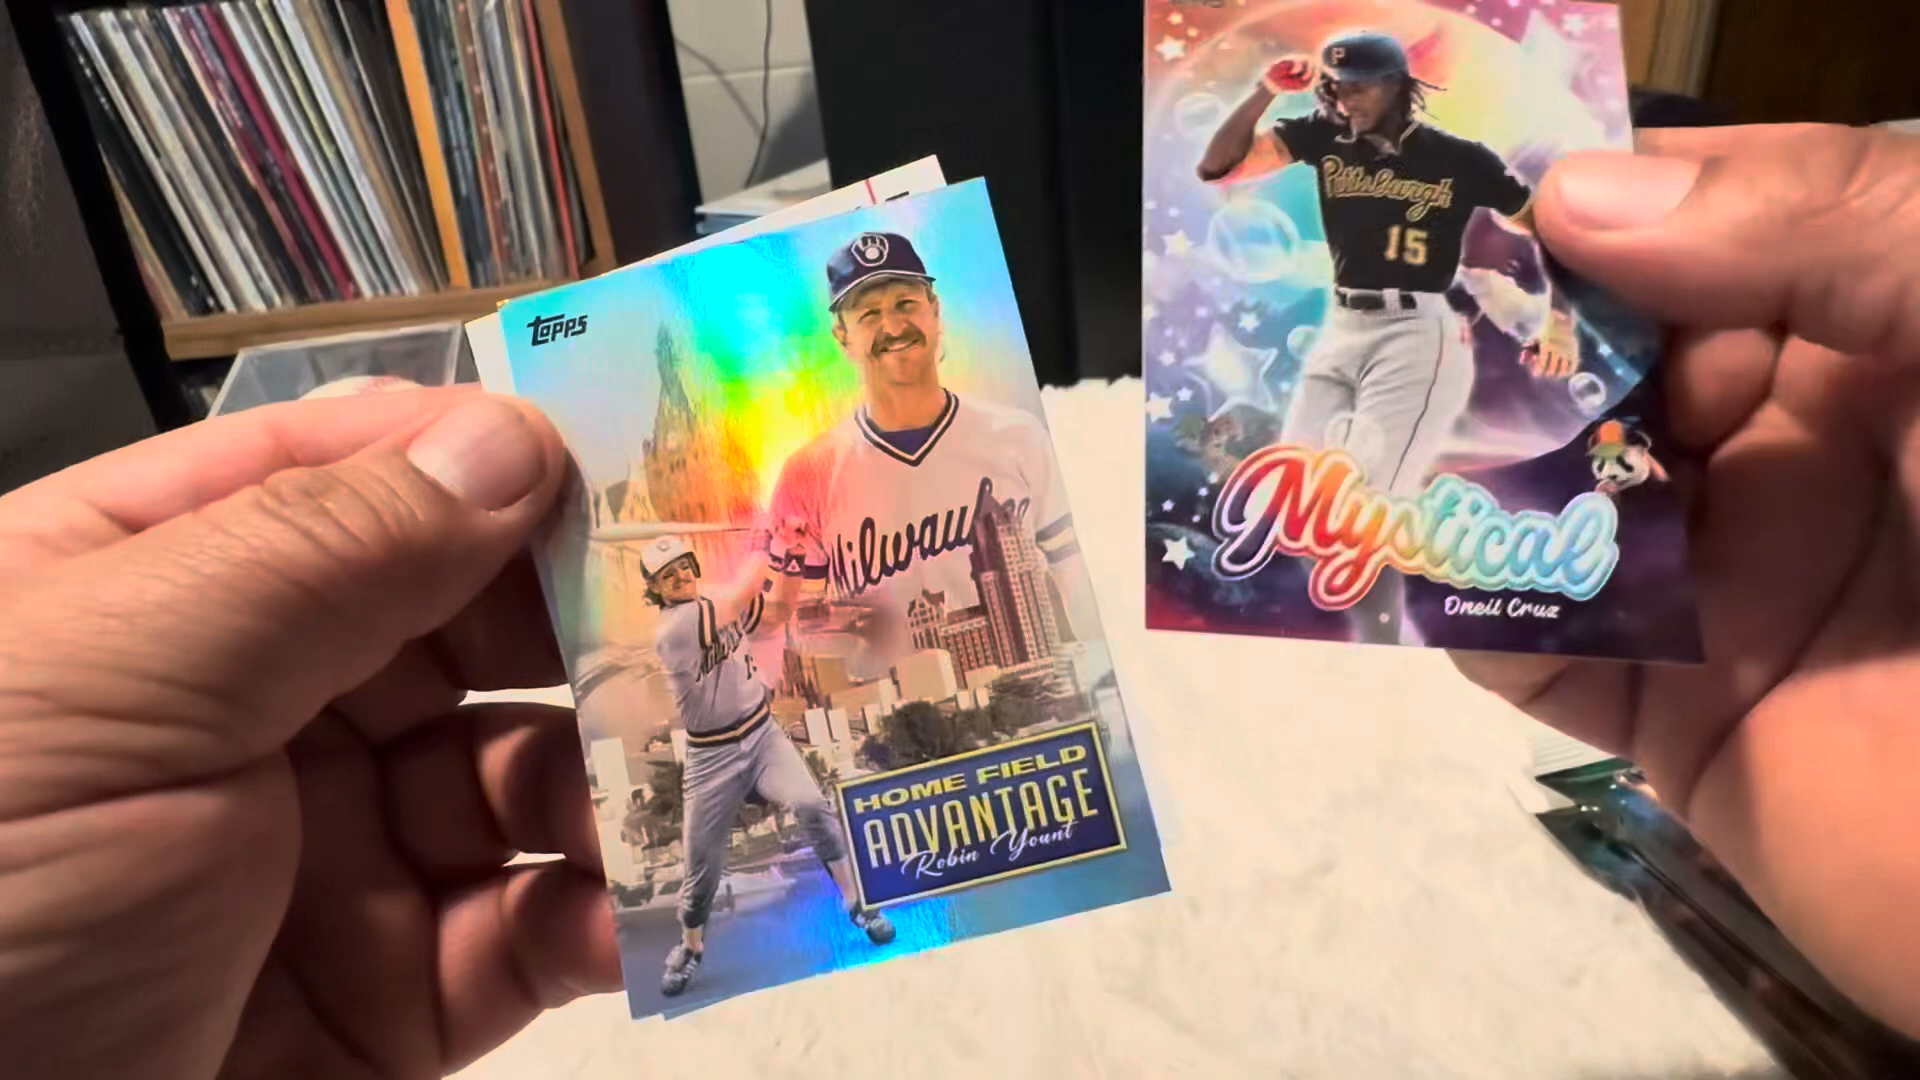 Topps
Milwaukee
HOME FIELD
ADVANTAGE
Robin Yount
P
Pittsburgh
15
Mystical
Oneil Cruz